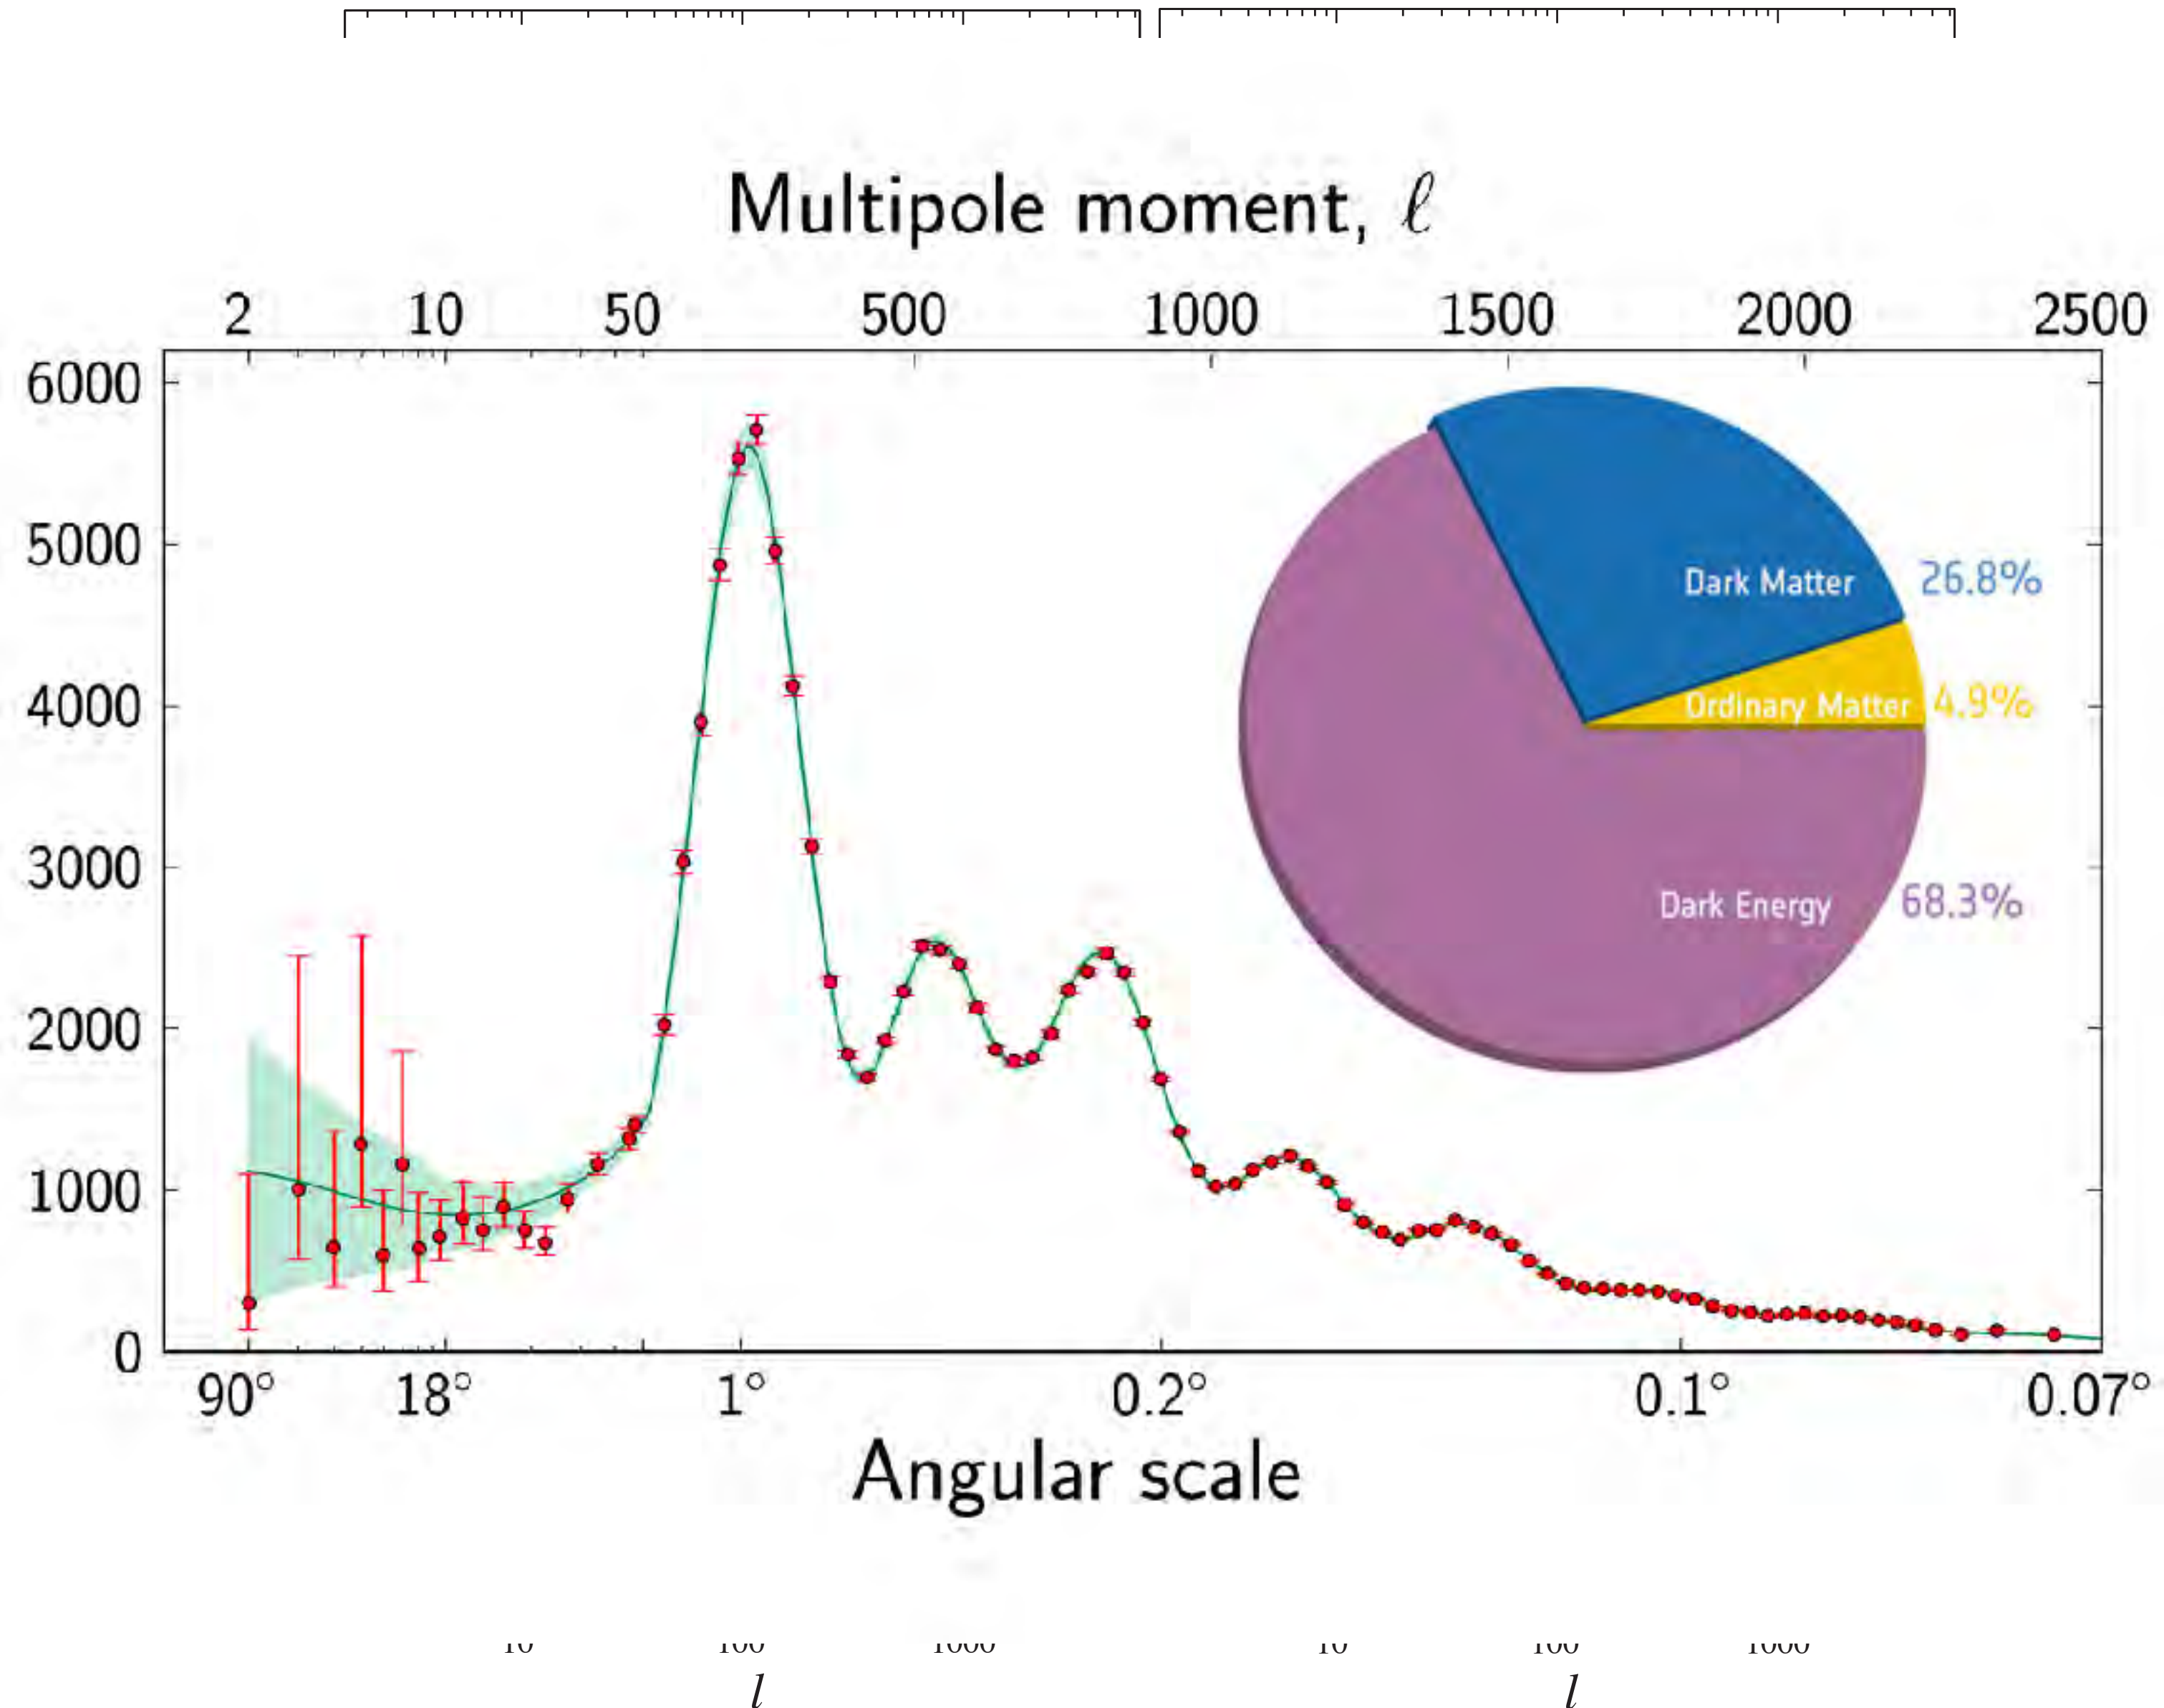 Multipole moment, ℓ
2 10 50 500 1000 1500 2000 2500
6000
5000
4000
3000
2000
1000
0
Dark Matter 26.8%
Ordinary Matter 4.9%
Dark Energy 68.3%
90° 18° 1° 0.2° 0.1° 0.07°
Angular scale
10 100 1000 10 100 1000
l l